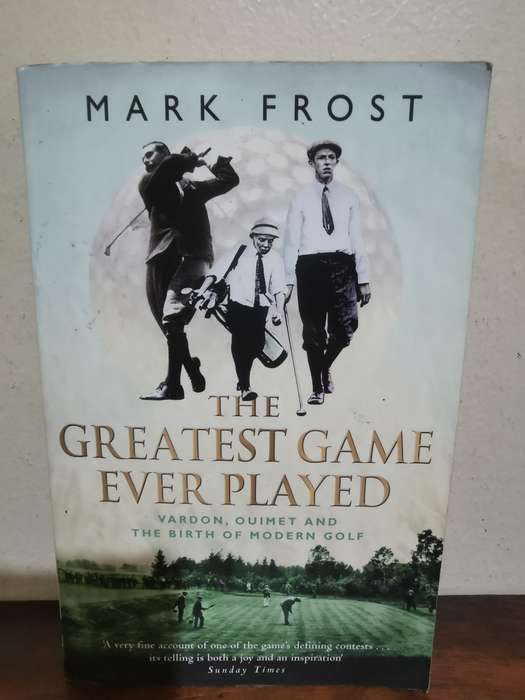 MARK FROST
THE
GREATEST GAME
EVER PLAYED
VARDON, OUIMET AND
THE BIRTH OF MODERN GOLF
'A very fine account of one of the game's defining contests . . .
its telling is both a joy and an inspiration'
Sunday Times